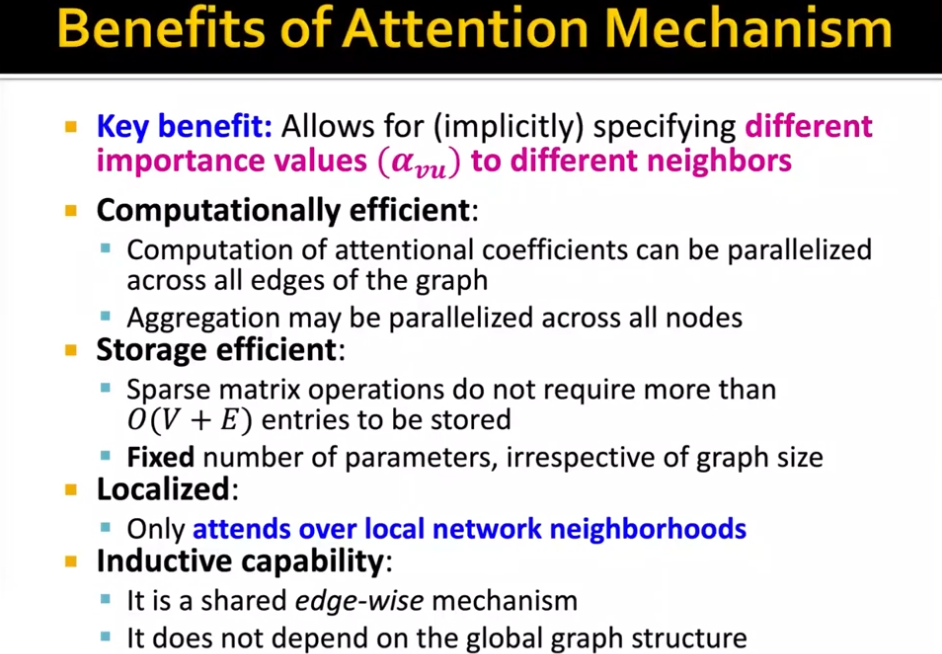 Benefits of Attention Mechanism
Key benefit: Allows for (implicitly) specifying different
importance values (α_vu) to different neighbors
Computationally efficient:
Computation of attentional coefficients can be parallelized
across all edges of the graph
Aggregation may be parallelized across all nodes
Storage efficient:
Sparse matrix operations do not require more than
O(V + E) entries to be stored
Fixed number of parameters, irrespective of graph size
Localized:
Only attends over local network neighborhoods
Inductive capability:
It is a shared edge-wise mechanism
It does not depend on the global graph structure